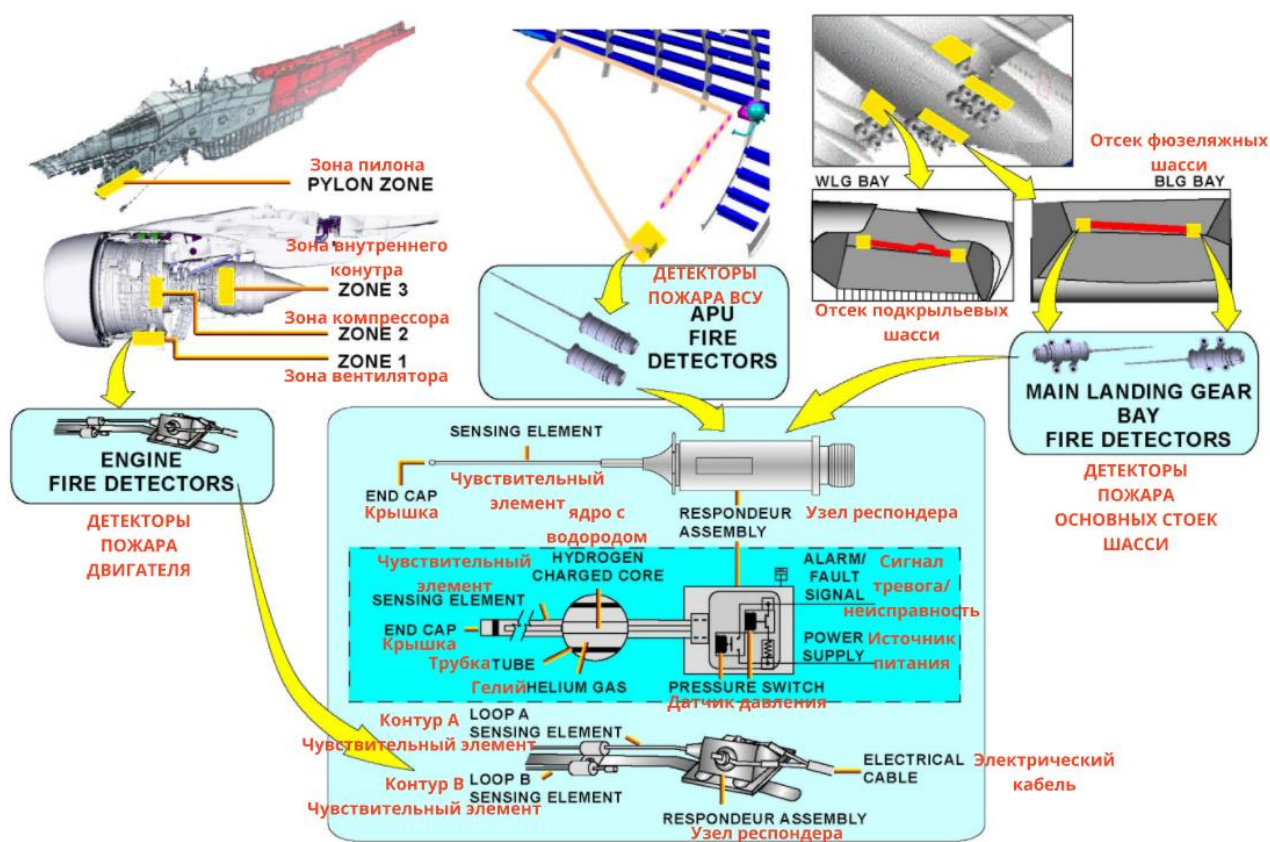 Зона пилона
PYLON ZONE
Зона внутреннего
конутра
ZONE 3
Зона компрессора
ZONE 2
ZONE 1
Зона вентилятора
ENGINE
FIRE DETECTORS
ДЕТЕКТОРЫ
ПОЖАРА
ДВИГАТЕЛЯ
ДЕТЕКТОРЫ
ПОЖАРА ВСУ
APU
FIRE
DETECTORS
Отсек фюзеляжных
шасси
WLG BAY
BLG BAY
Отсек подкрыльевых
шасси
MAIN LANDING GEAR
BAY
FIRE DETECTORS
ДЕТЕКТОРЫ
ПОЖАРА
ОСНОВНЫХ СТОЕК
ШАССИ
SENSING ELEMENT
Чувствительный
элемент
END CAP
Крышка
RESPONDEUR
ASSEMBLY
Узел респондера
ядро с
водородом
HYDROGEN
CHARGED CORE
Чувствительный
элемент
SENSING ELEMENT
END CAP
Крышка
Трубка TUBE
Гелий HELIUM GAS
ALARM/
FAULT
SIGNAL
Сигнал
тревога/
неисправность
POWER
SUPPLY
Источник
питания
PRESSURE SWITCH
Датчик давления
Контур А
LOOP A
SENSING ELEMENT
Чувствительный элемент
Контур В
LOOP B
SENSING ELEMENT
Чувствительный элемент
ELECTRICAL
CABLE
Электрический
кабель
RESPONDEUR ASSEMBLY
Узел респондера